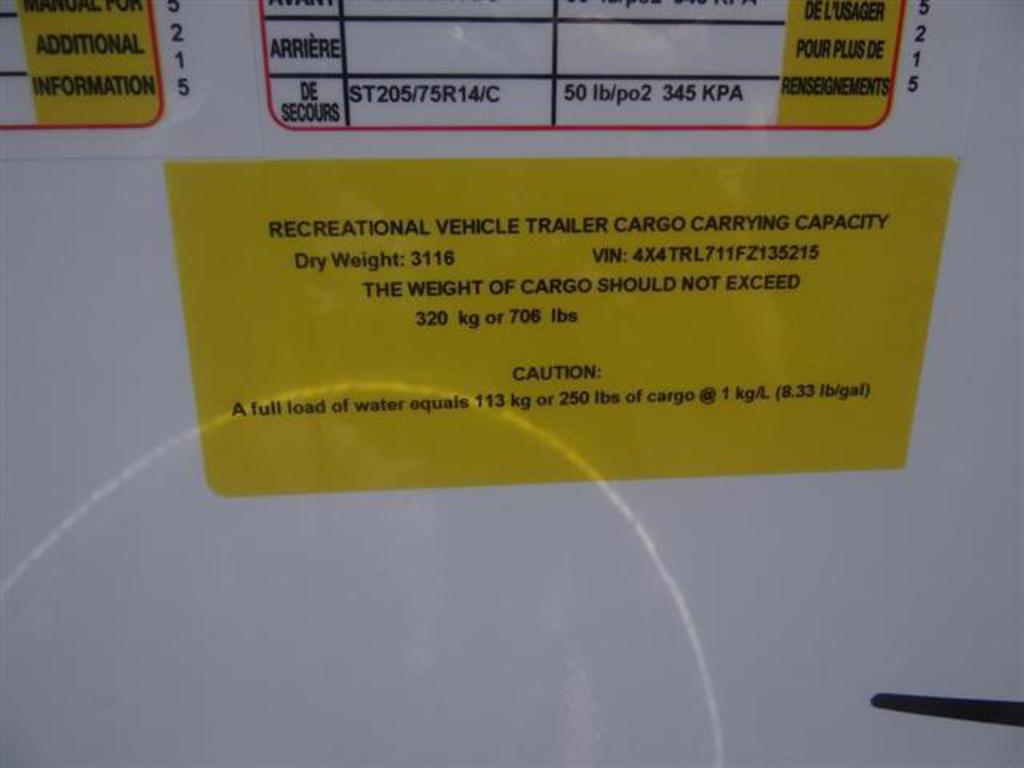 MANUAL FOR
ADDITIONAL
INFORMATION
5
2
1
5
AVANT
DE L'USAGER
ARRIÈRE
POUR PLUS DE
DE SECOURS ST205/75R14/C 50 lb/po2 345 KPA RENSEIGNEMENTS
5
2
1
5
RECREATIONAL VEHICLE TRAILER CARGO CARRYING CAPACITY
Dry Weight: 3116 VIN: 4X4TRL711FZ135215
THE WEIGHT OF CARGO SHOULD NOT EXCEED
320 kg or 706 lbs
CAUTION:
A full load of water equals 113 kg or 250 lbs of cargo @ 1 kg/L (8.33 lb/gal)